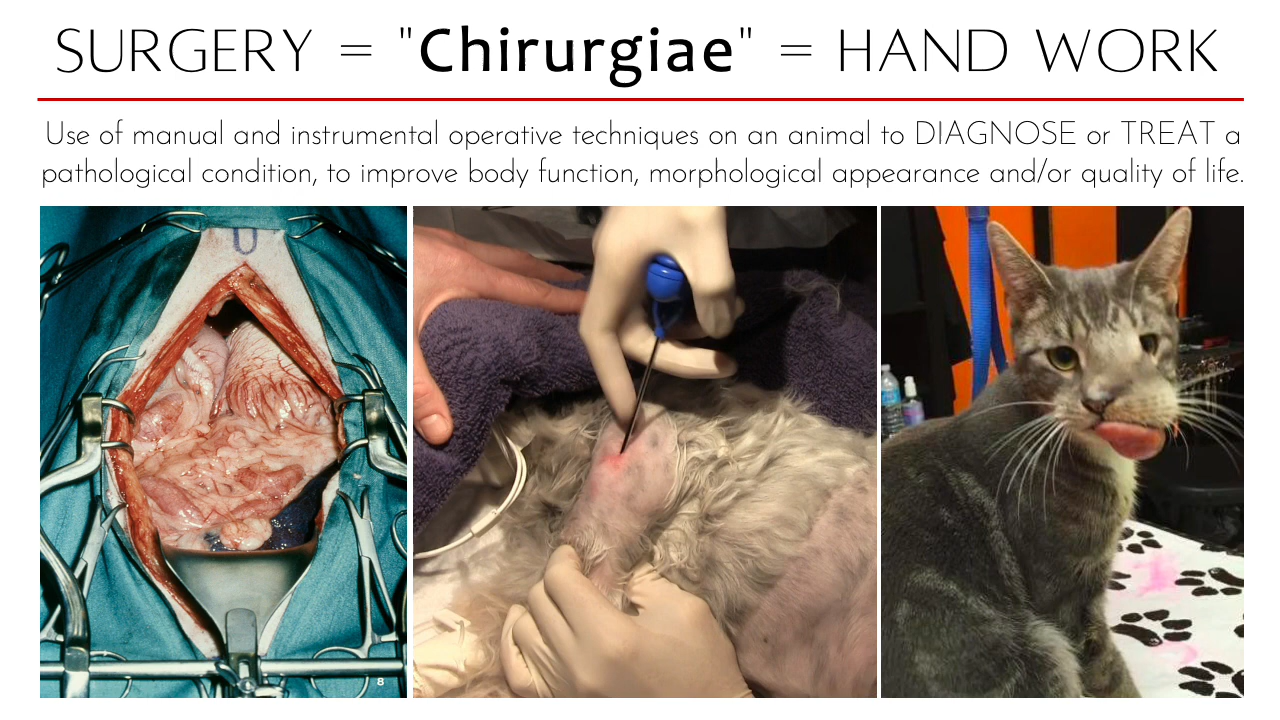 SURGERY = "Chirurgiae" = HAND WORK
Use of manual and instrumental operative techniques on an animal to DIAGNOSE or TREAT a
pathological condition, to improve body function, morphological appearance and/or quality of life.
U
8